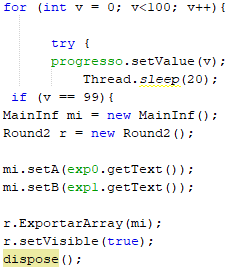 for (int v = 0; v<100; v++){
try {
progresso.setValue(v);
Thread.sleep(20);
if (v == 99){
MainInf mi = new MainInf();
Round2 r = new Round2();
mi.setA(exp0.getText());
mi.setB(exp1.getText());
r.ExportarArray(mi);
r.setVisible(true);
dispose();